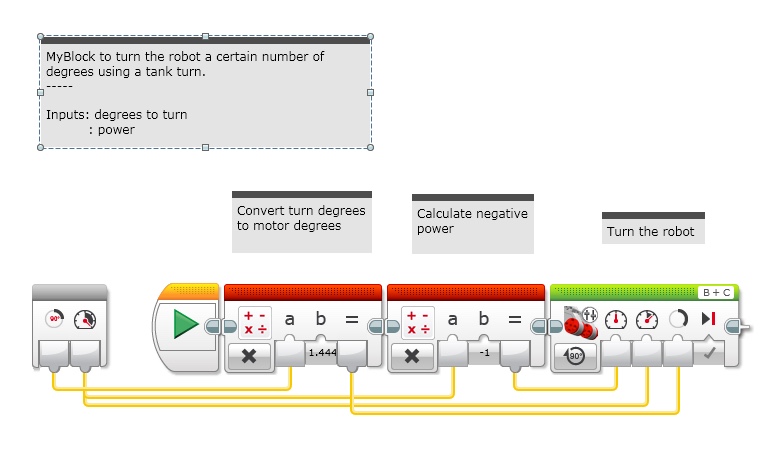 MyBlock to turn the robot a certain number of
degrees using a tank turn.
-----
Inputs: degrees to turn
: power
Convert turn degrees
to motor degrees
Calculate negative
power
Turn the robot
B + C
90°
+ -
x ÷
a b =
1.444
+ -
x ÷
a b =
-1
90°